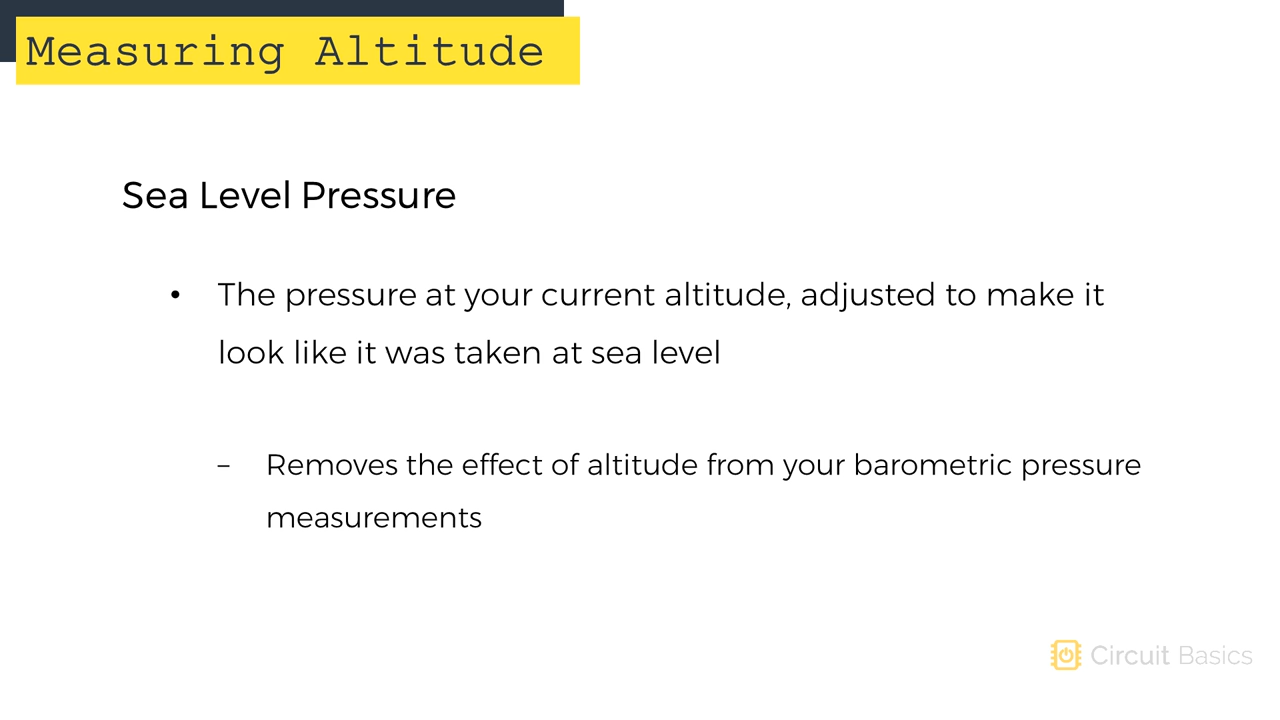 Measuring Altitude
Sea Level Pressure
• The pressure at your current altitude, adjusted to make it
look like it was taken at sea level
– Removes the effect of altitude from your barometric pressure
measurements
Circuit Basics